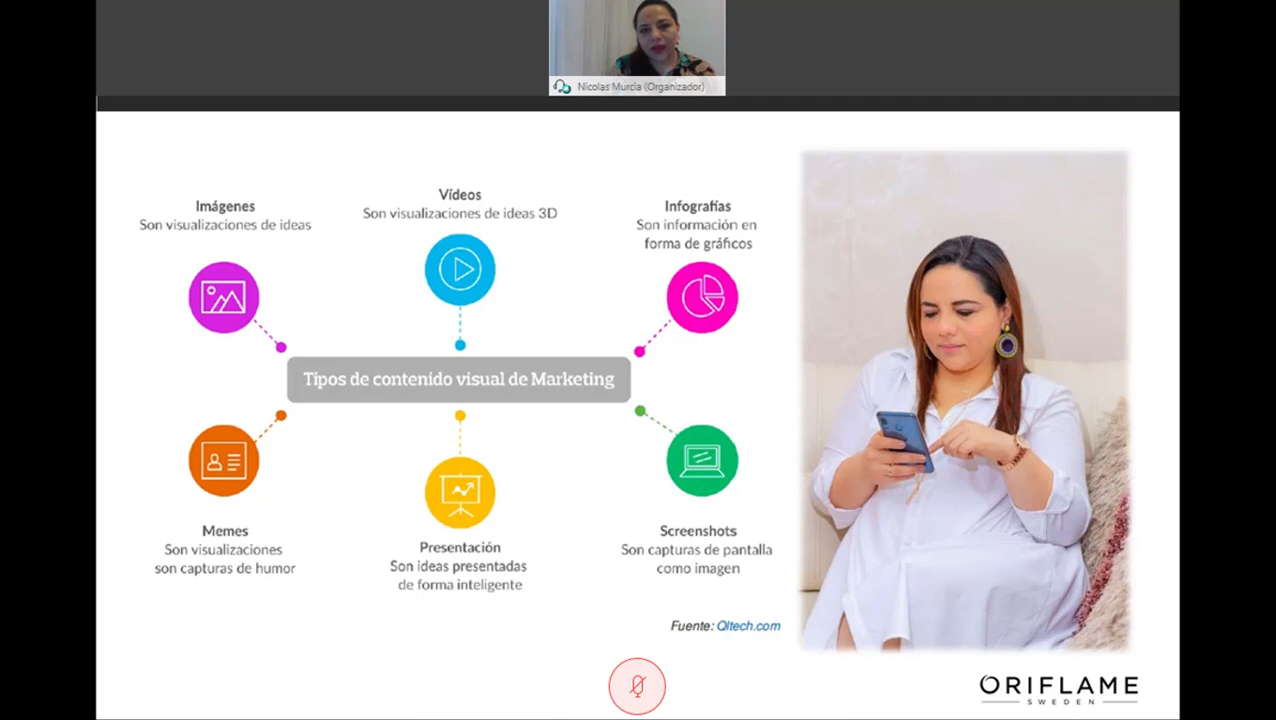 Nicolas Murcia (Organizador)
Imágenes
Son visualizaciones de ideas
Vídeos
Son visualizaciones de ideas 3D
Infografías
Son información en
forma de gráficos
Tipos de contenido visual de Marketing
Memes
Son visualizaciones
son capturas de humor
Presentación
Son ideas presentadas
de forma inteligente
Screenshots
Son capturas de pantalla
como imagen
Fuente: Qltech.com
ORIFLAME
SWEDEN